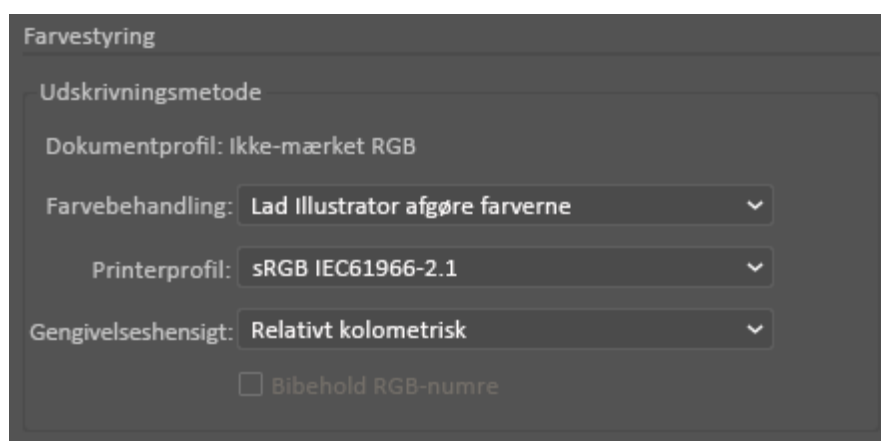 Farvestyring
Udskrivningsmetode
Dokumentprofil: Ikke-mærket RGB
Farvebehandling: Lad Illustrator afgøre farverne
Printerprofil: sRGB IEC61966-2.1
Gengivelseshensigt: Relativt kolometrisk
Bibehold RGB-numre